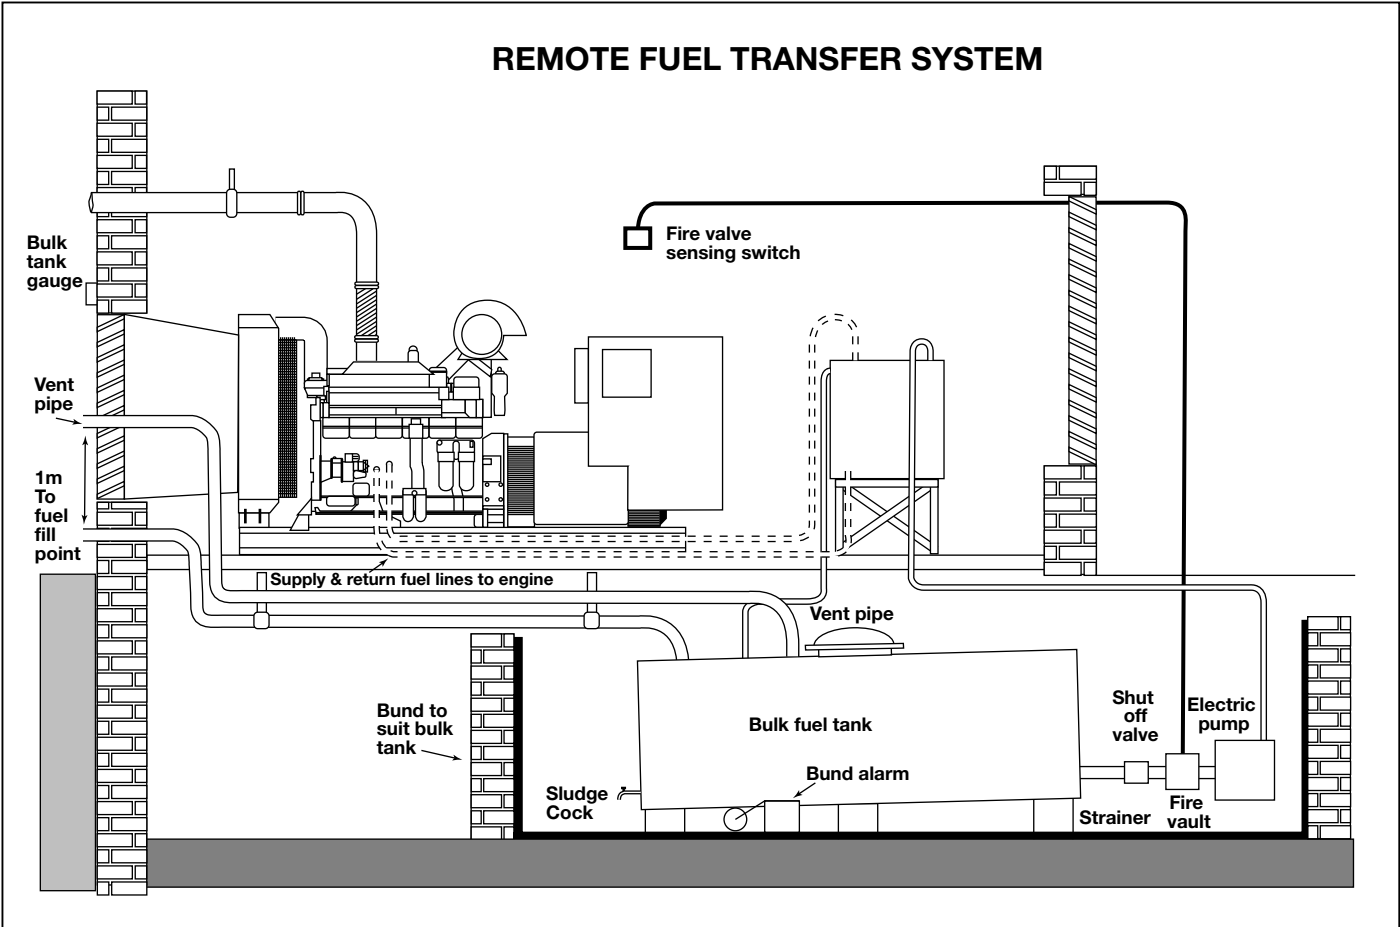 REMOTE FUEL TRANSFER SYSTEM
Bulk
tank
gauge
Fire valve
sensing switch
Vent
pipe
1m
To
fuel
fill
point
Supply & return fuel lines to engine
Vent pipe
Bund to
suit bulk
tank
Bulk fuel tank
Shut
off
valve
Electric
pump
Bund alarm
Sludge
Cock
Strainer
Fire
vault